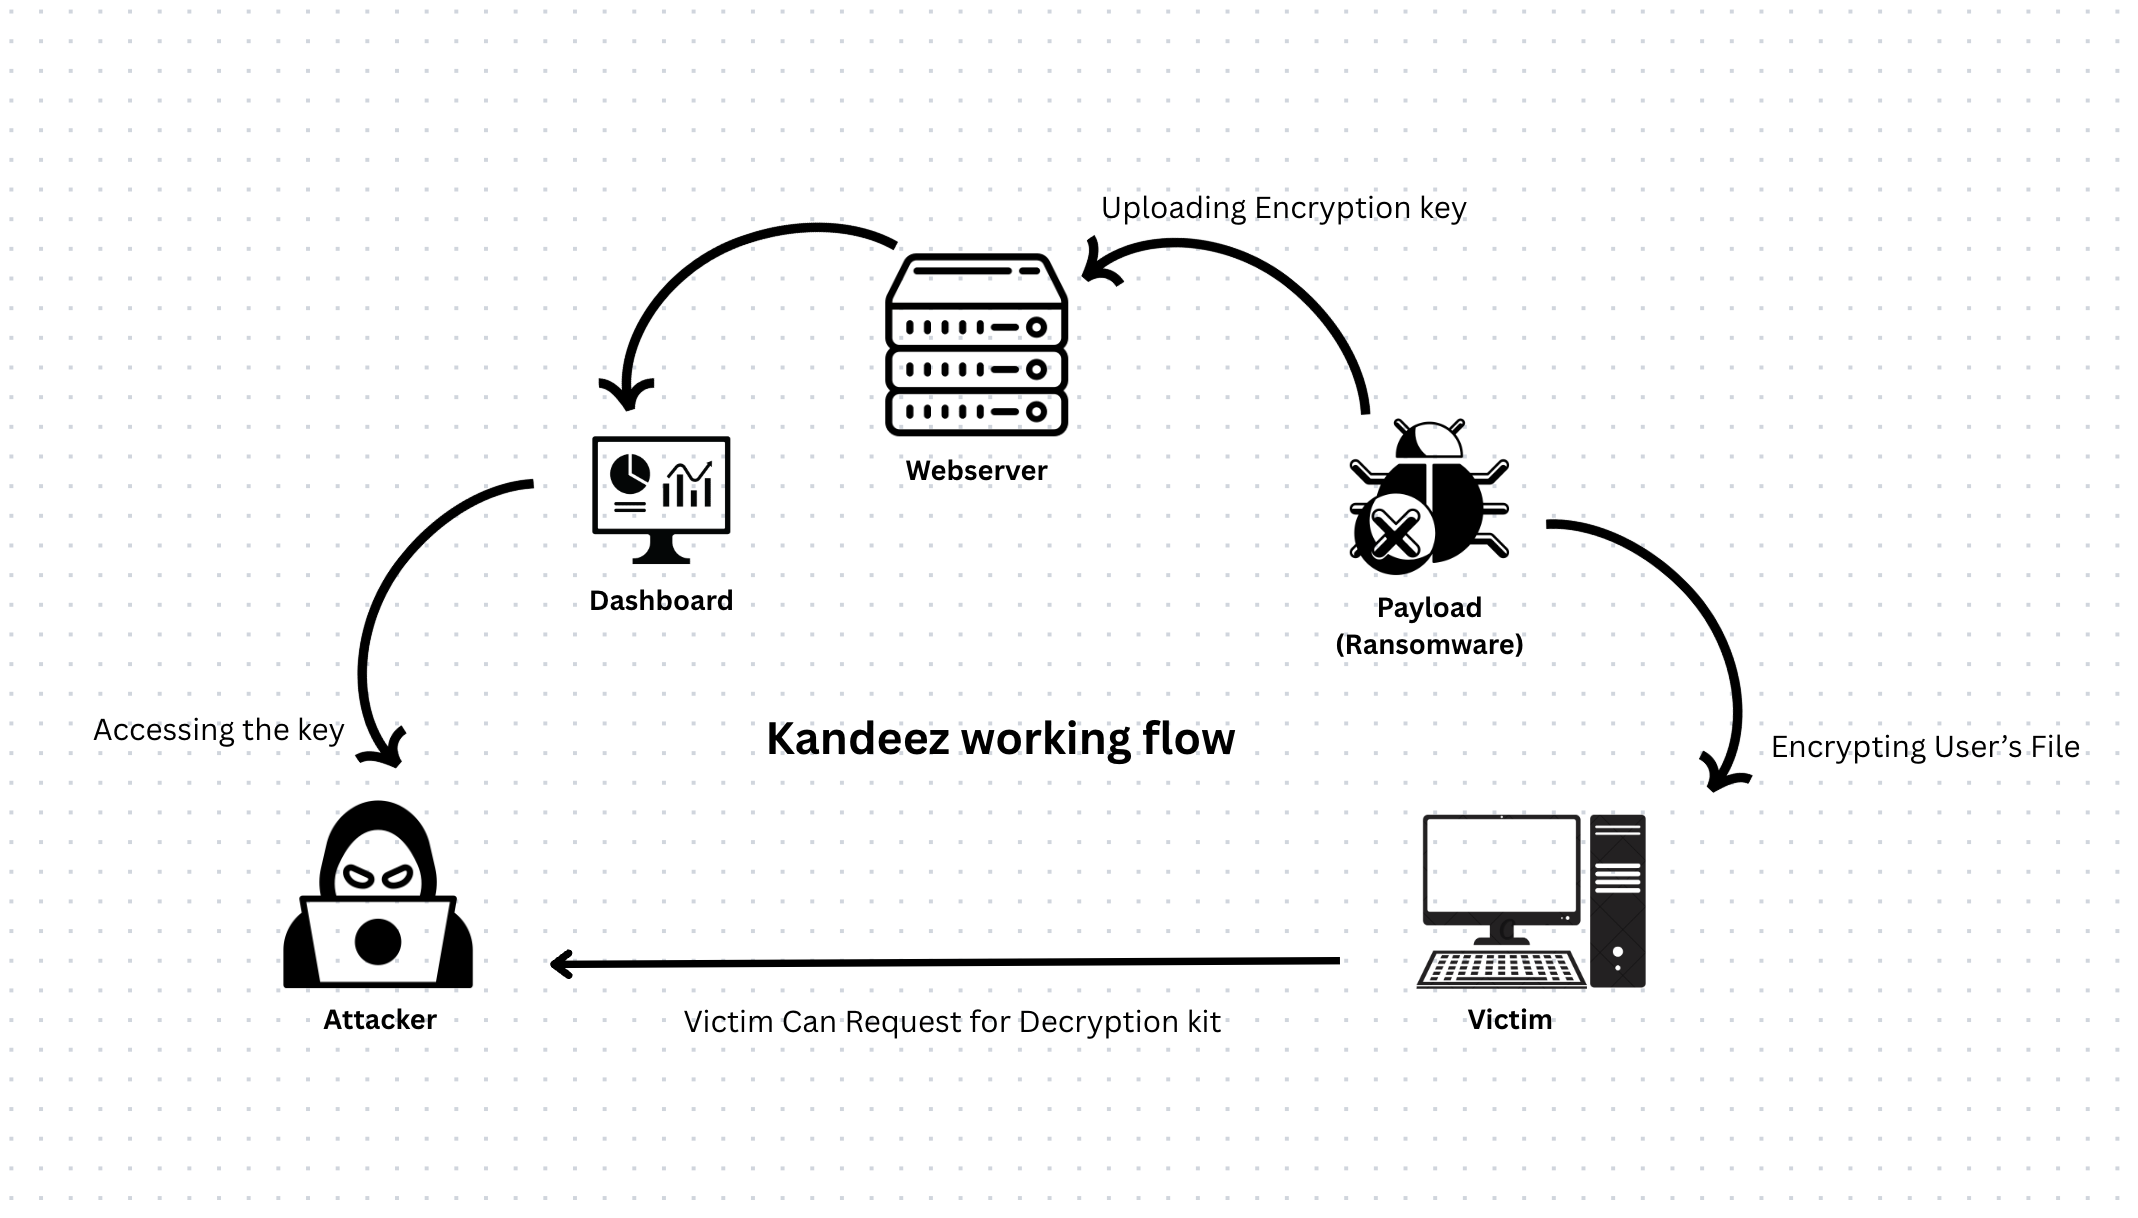 Uploading Encryption key
Webserver
Dashboard
Payload
(Ransomware)
Accessing the key
Kandeez working flow
Encrypting User’s File
Attacker
Victim Can Request for Decryption kit
Victim